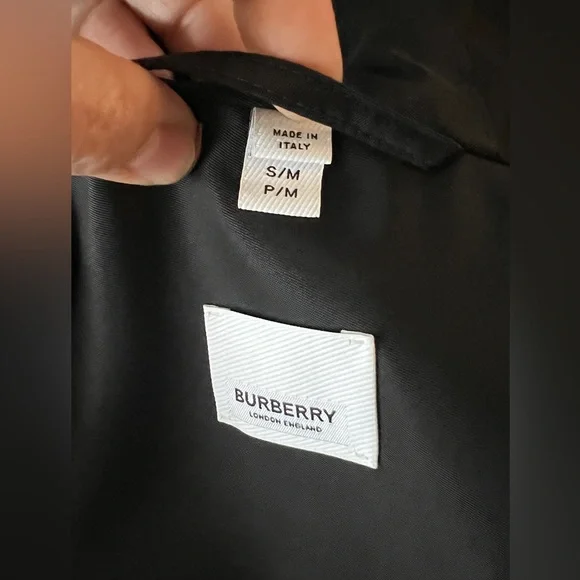 MADE IN
ITALY
S/M
P/M
BURBERRY
LONDON ENGLAND